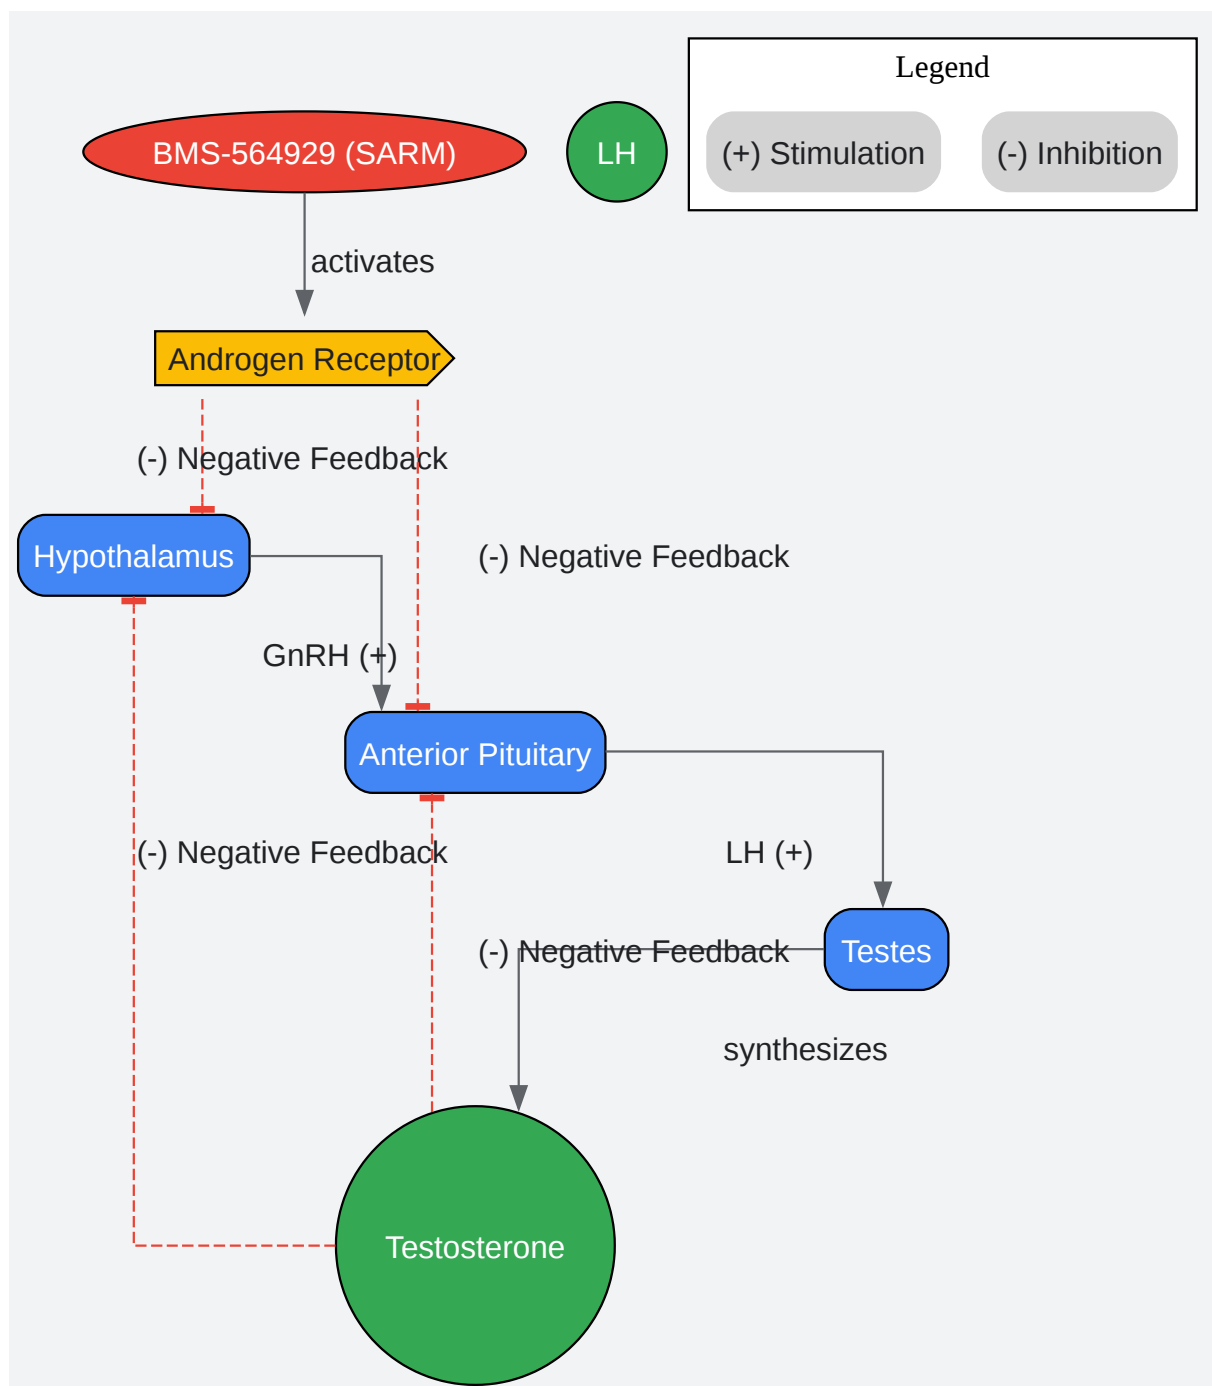 Legend
BMS-564929 (SARM)
LH
(+) Stimulation
(-) Inhibition
activates
Androgen Receptor
(-) Negative Feedback
Hypothalamus
(-) Negative Feedback
GnRH (+)
Anterior Pituitary
(-) Negative Feedback
LH (+)
(-) Negative Feedback
Testes
synthesizes
Testosterone